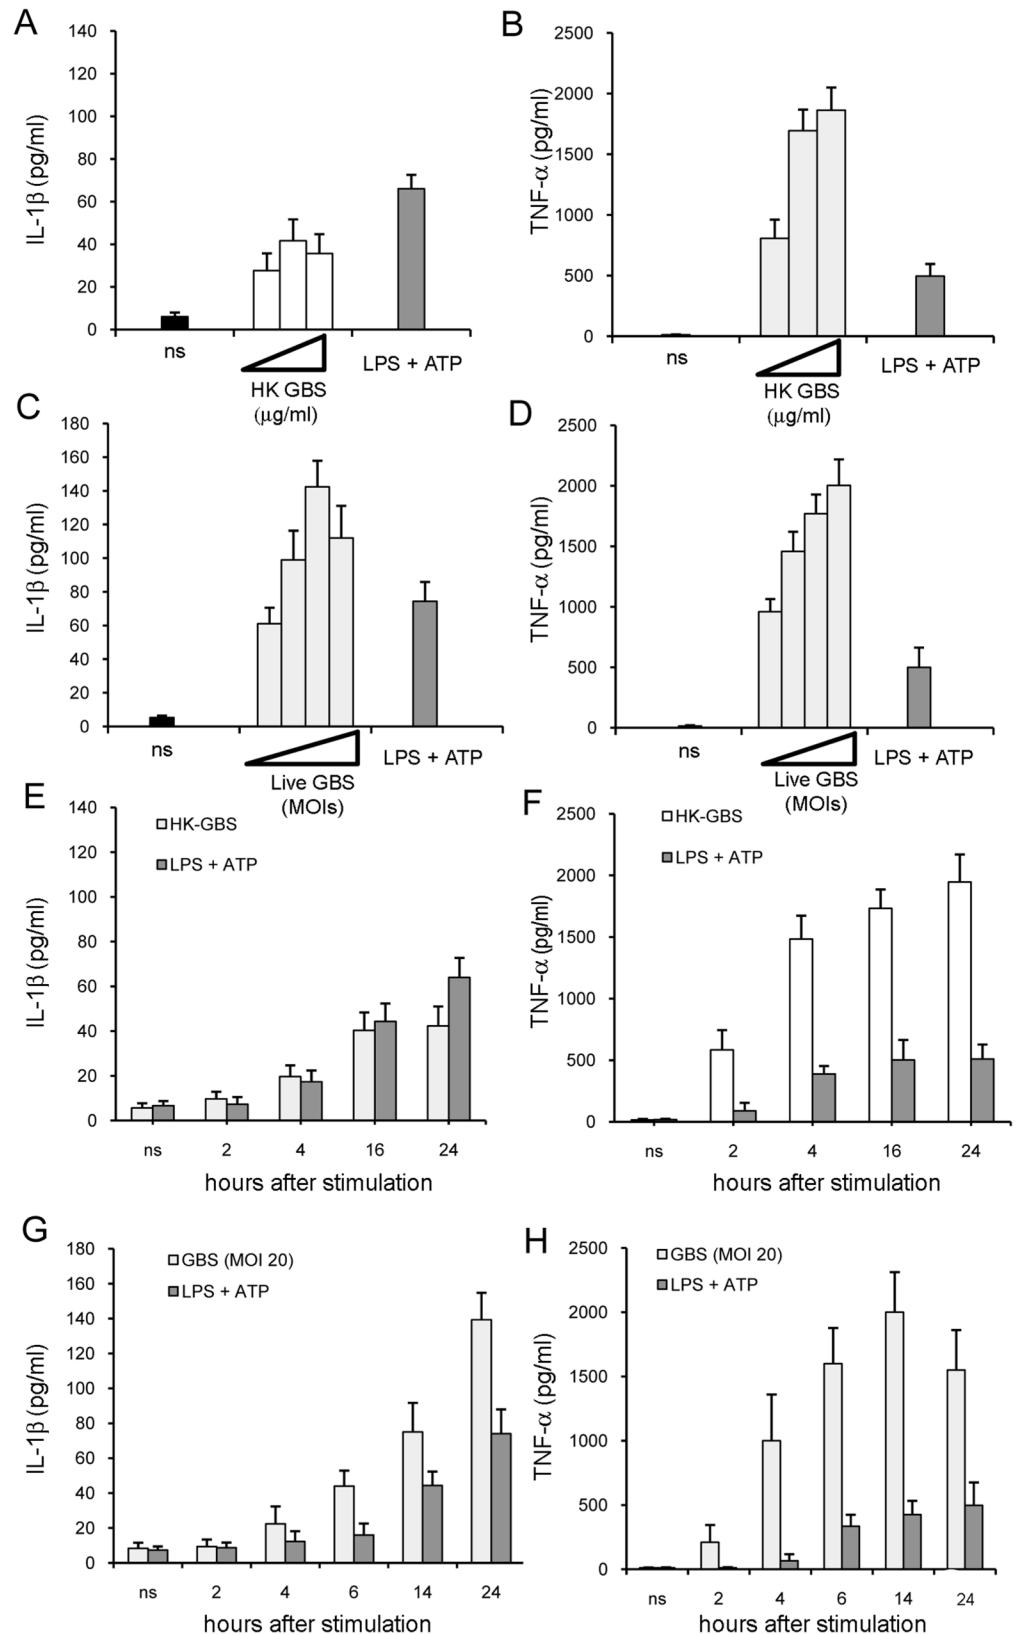 A
IL-1β (pg/ml)
140
120
100
80
60
40
20
0
ns
HK GBS
(µg/ml)
LPS + ATP
B
TNF-α (pg/ml)
2500
2000
1500
1000
500
0
ns
HK GBS
(µg/ml)
LPS + ATP
C
IL-1β (pg/ml)
180
160
140
120
100
80
60
40
20
0
ns
Live GBS
(MOIs)
LPS + ATP
D
TNF-α (pg/ml)
2500
2000
1500
1000
500
0
ns
Live GBS
(MOIs)
LPS + ATP
E
IL-1β (pg/ml)
140
120
100
80
60
40
20
0
HK-GBS
LPS + ATP
ns 2 4 16 24
hours after stimulation
F
TNF-α (pg/ml)
2500
2000
1500
1000
500
0
HK-GBS
LPS + ATP
ns 2 4 16 24
hours after stimulation
G
IL-1β (pg/ml)
180
160
140
120
100
80
60
40
20
0
GBS (MOI 20)
LPS + ATP
ns 2 4 6 14 24
hours after stimulation
H
TNF-α (pg/ml)
2500
2000
1500
1000
500
0
GBS (MOI 20)
LPS + ATP
ns 2 4 6 14 24
hours after stimulation